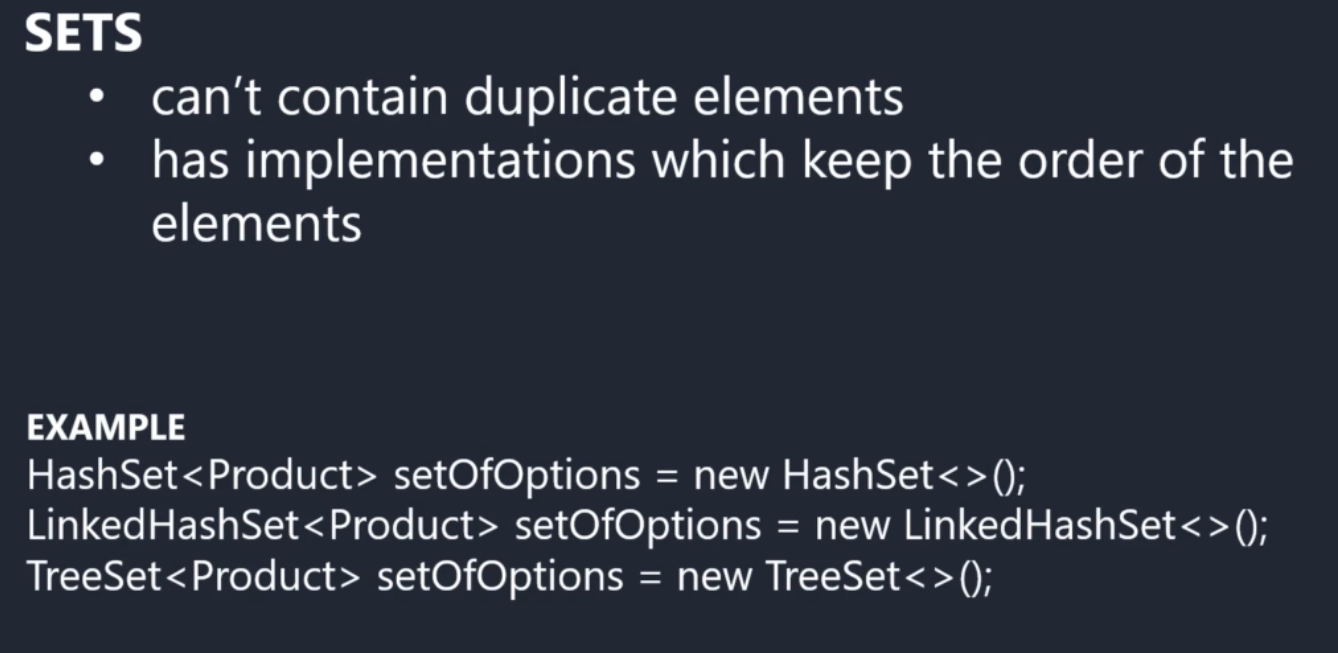 SETS
• can't contain duplicate elements
• has implementations which keep the order of the
elements
EXAMPLE
HashSet<Product> setOfOptions = new HashSet<>();
LinkedHashSet<Product> setOfOptions = new LinkedHashSet<>();
TreeSet<Product> setOfOptions = new TreeSet<>();